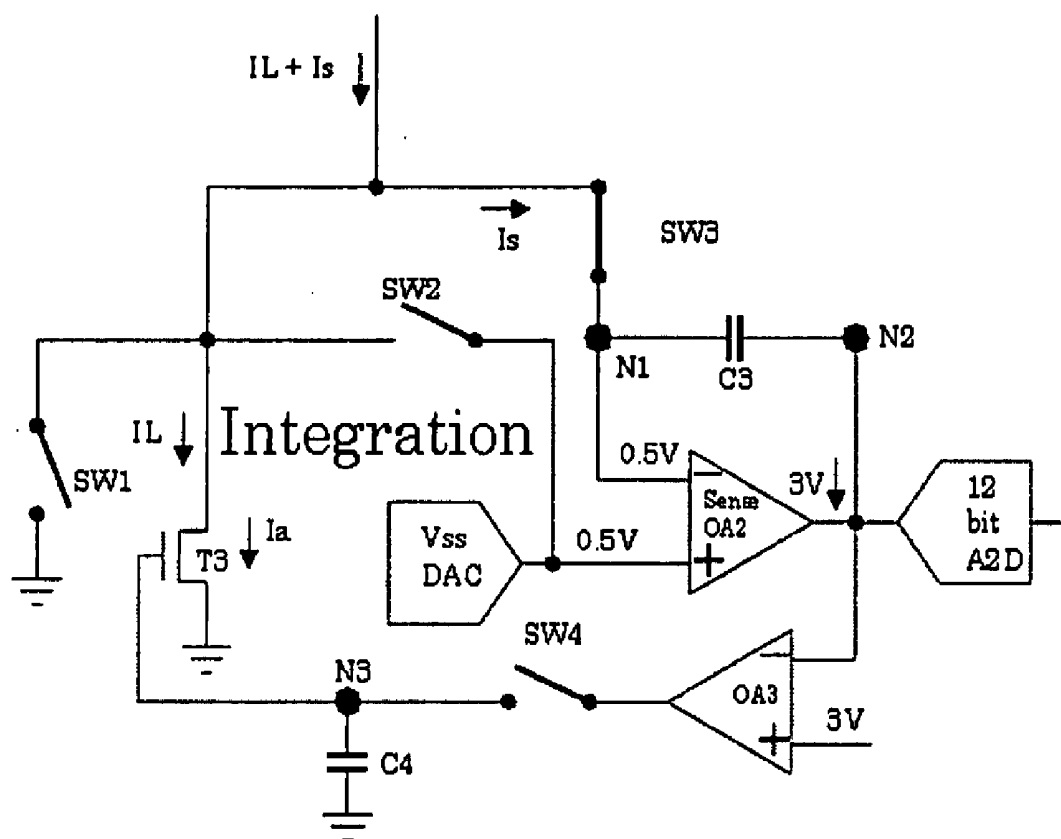 IL + Is
Is
SW3
SW2
N1
C3
N2
IL
Integration
SW1
0.5V
3V
Sense
OA2
12
bit
A2D
Ia
T3
Vss
DAC
0.5V
SW4
N3
OA3
3V
C4